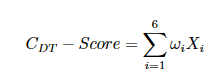 C_{DT} - Score = \sum_{i=1}^{6} \omega_i X_i